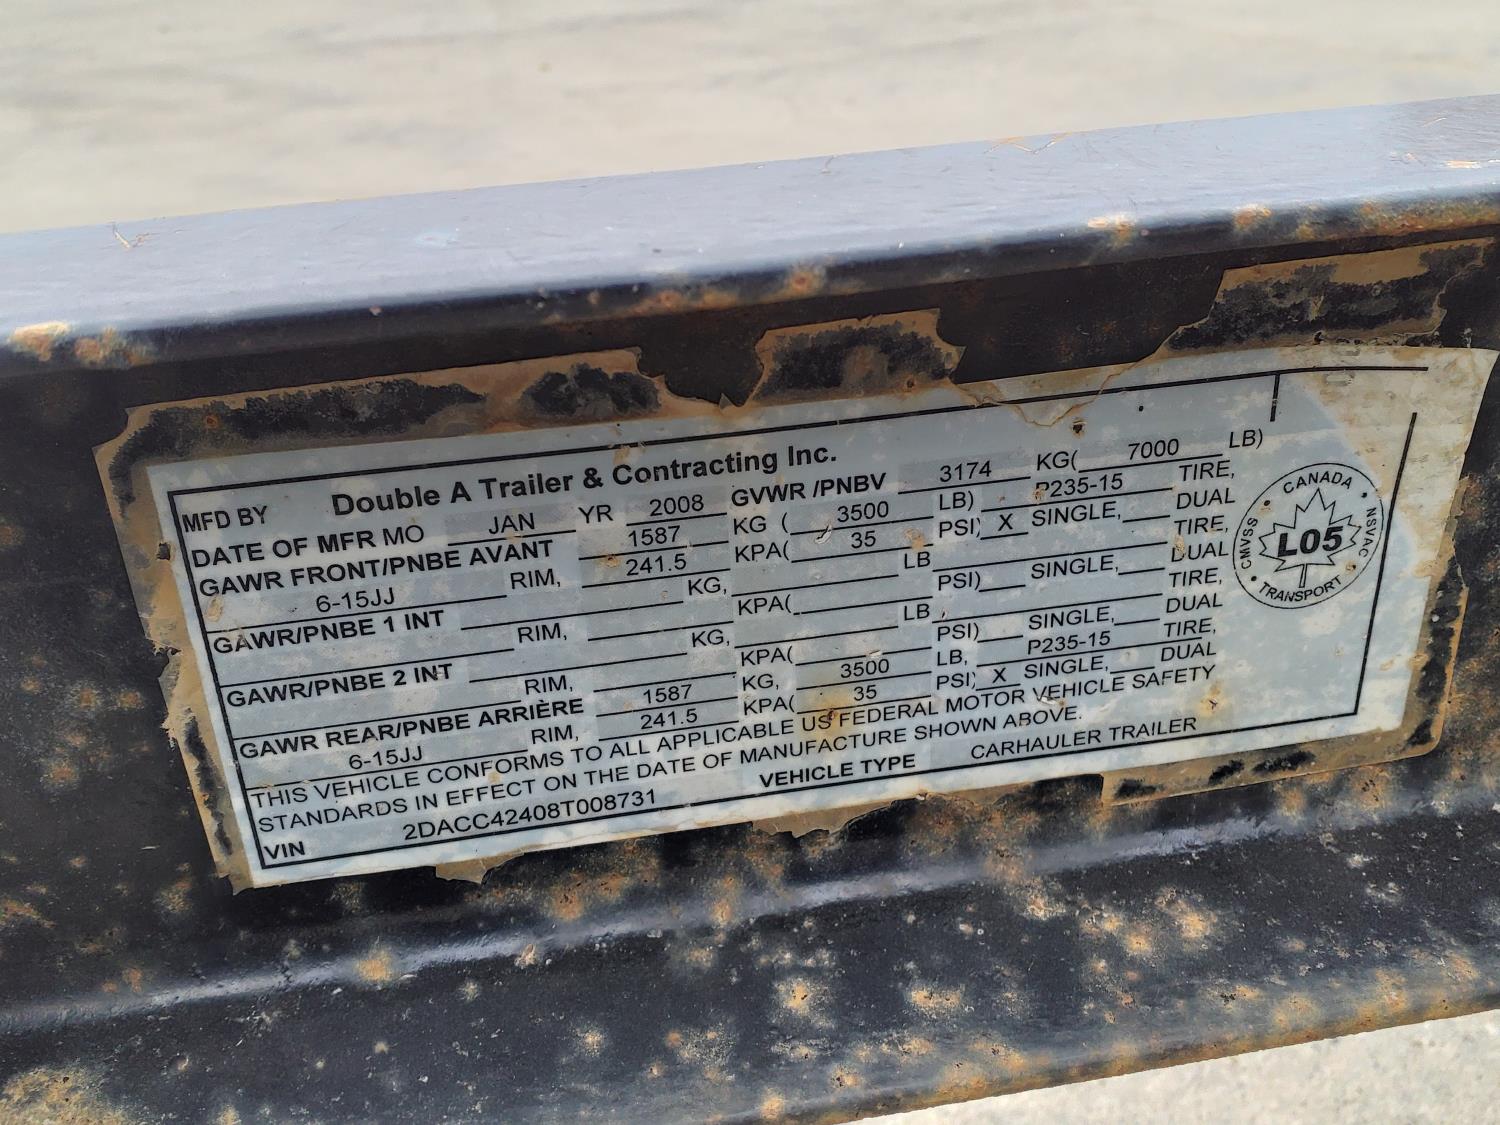 MFD BY Double A Trailer & Contracting Inc.
DATE OF MFR MO JAN YR 2008 GVWR /PNBV 3174 KG( 7000 LB)
GAWR FRONT/PNBE AVANT 1587 KG ( 3500 LB) P235-15 TIRE,
6-15JJ RIM, 241.5 KPA( 35 PSI) X SINGLE, DUAL
GAWR/PNBE 1 INT KG, LB TIRE,
RIM, KPA( PSI) SINGLE, DUAL
GAWR/PNBE 2 INT KG, LB TIRE,
RIM, KPA( PSI) SINGLE, DUAL
GAWR REAR/PNBE ARRIÈRE 1587 KG, 3500 LB, P235-15 TIRE,
6-15JJ RIM, 241.5 KPA( 35 PSI) X SINGLE, DUAL
THIS VEHICLE CONFORMS TO ALL APPLICABLE US FEDERAL MOTOR VEHICLE SAFETY
STANDARDS IN EFFECT ON THE DATE OF MANUFACTURE SHOWN ABOVE.
VIN 2DACC42408T008731 VEHICLE TYPE CARHAULER TRAILER
CANADA
CMVSS
NSVAC
L05
TRANSPORT